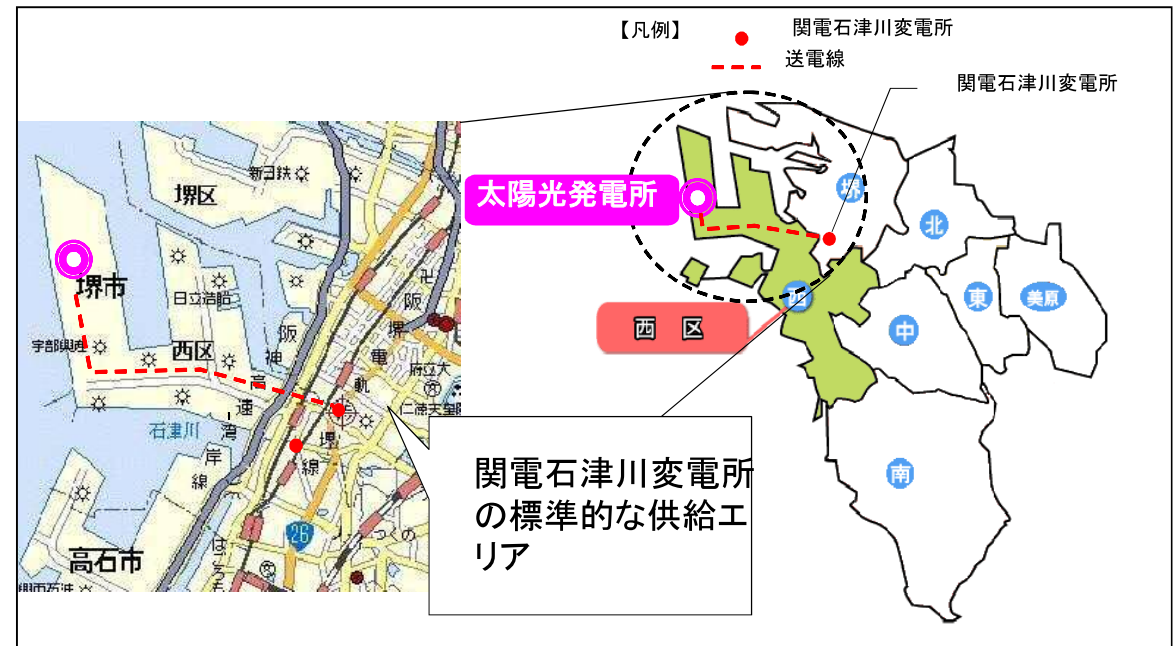 【凡例】
関電石津川変電所
送電線
関電石津川変電所
太陽光発電所
西 区
堺
北
西
東
美原
中
南
関電石津川変電所
の標準的な供給エ
リア
新日鉄
堺区
堺市
日立造船
宇部興産
西区
阪神高速湾岸線
石津川
阪堺電軌
阪堺線
府立大
仁徳天皇陵
26
高石市